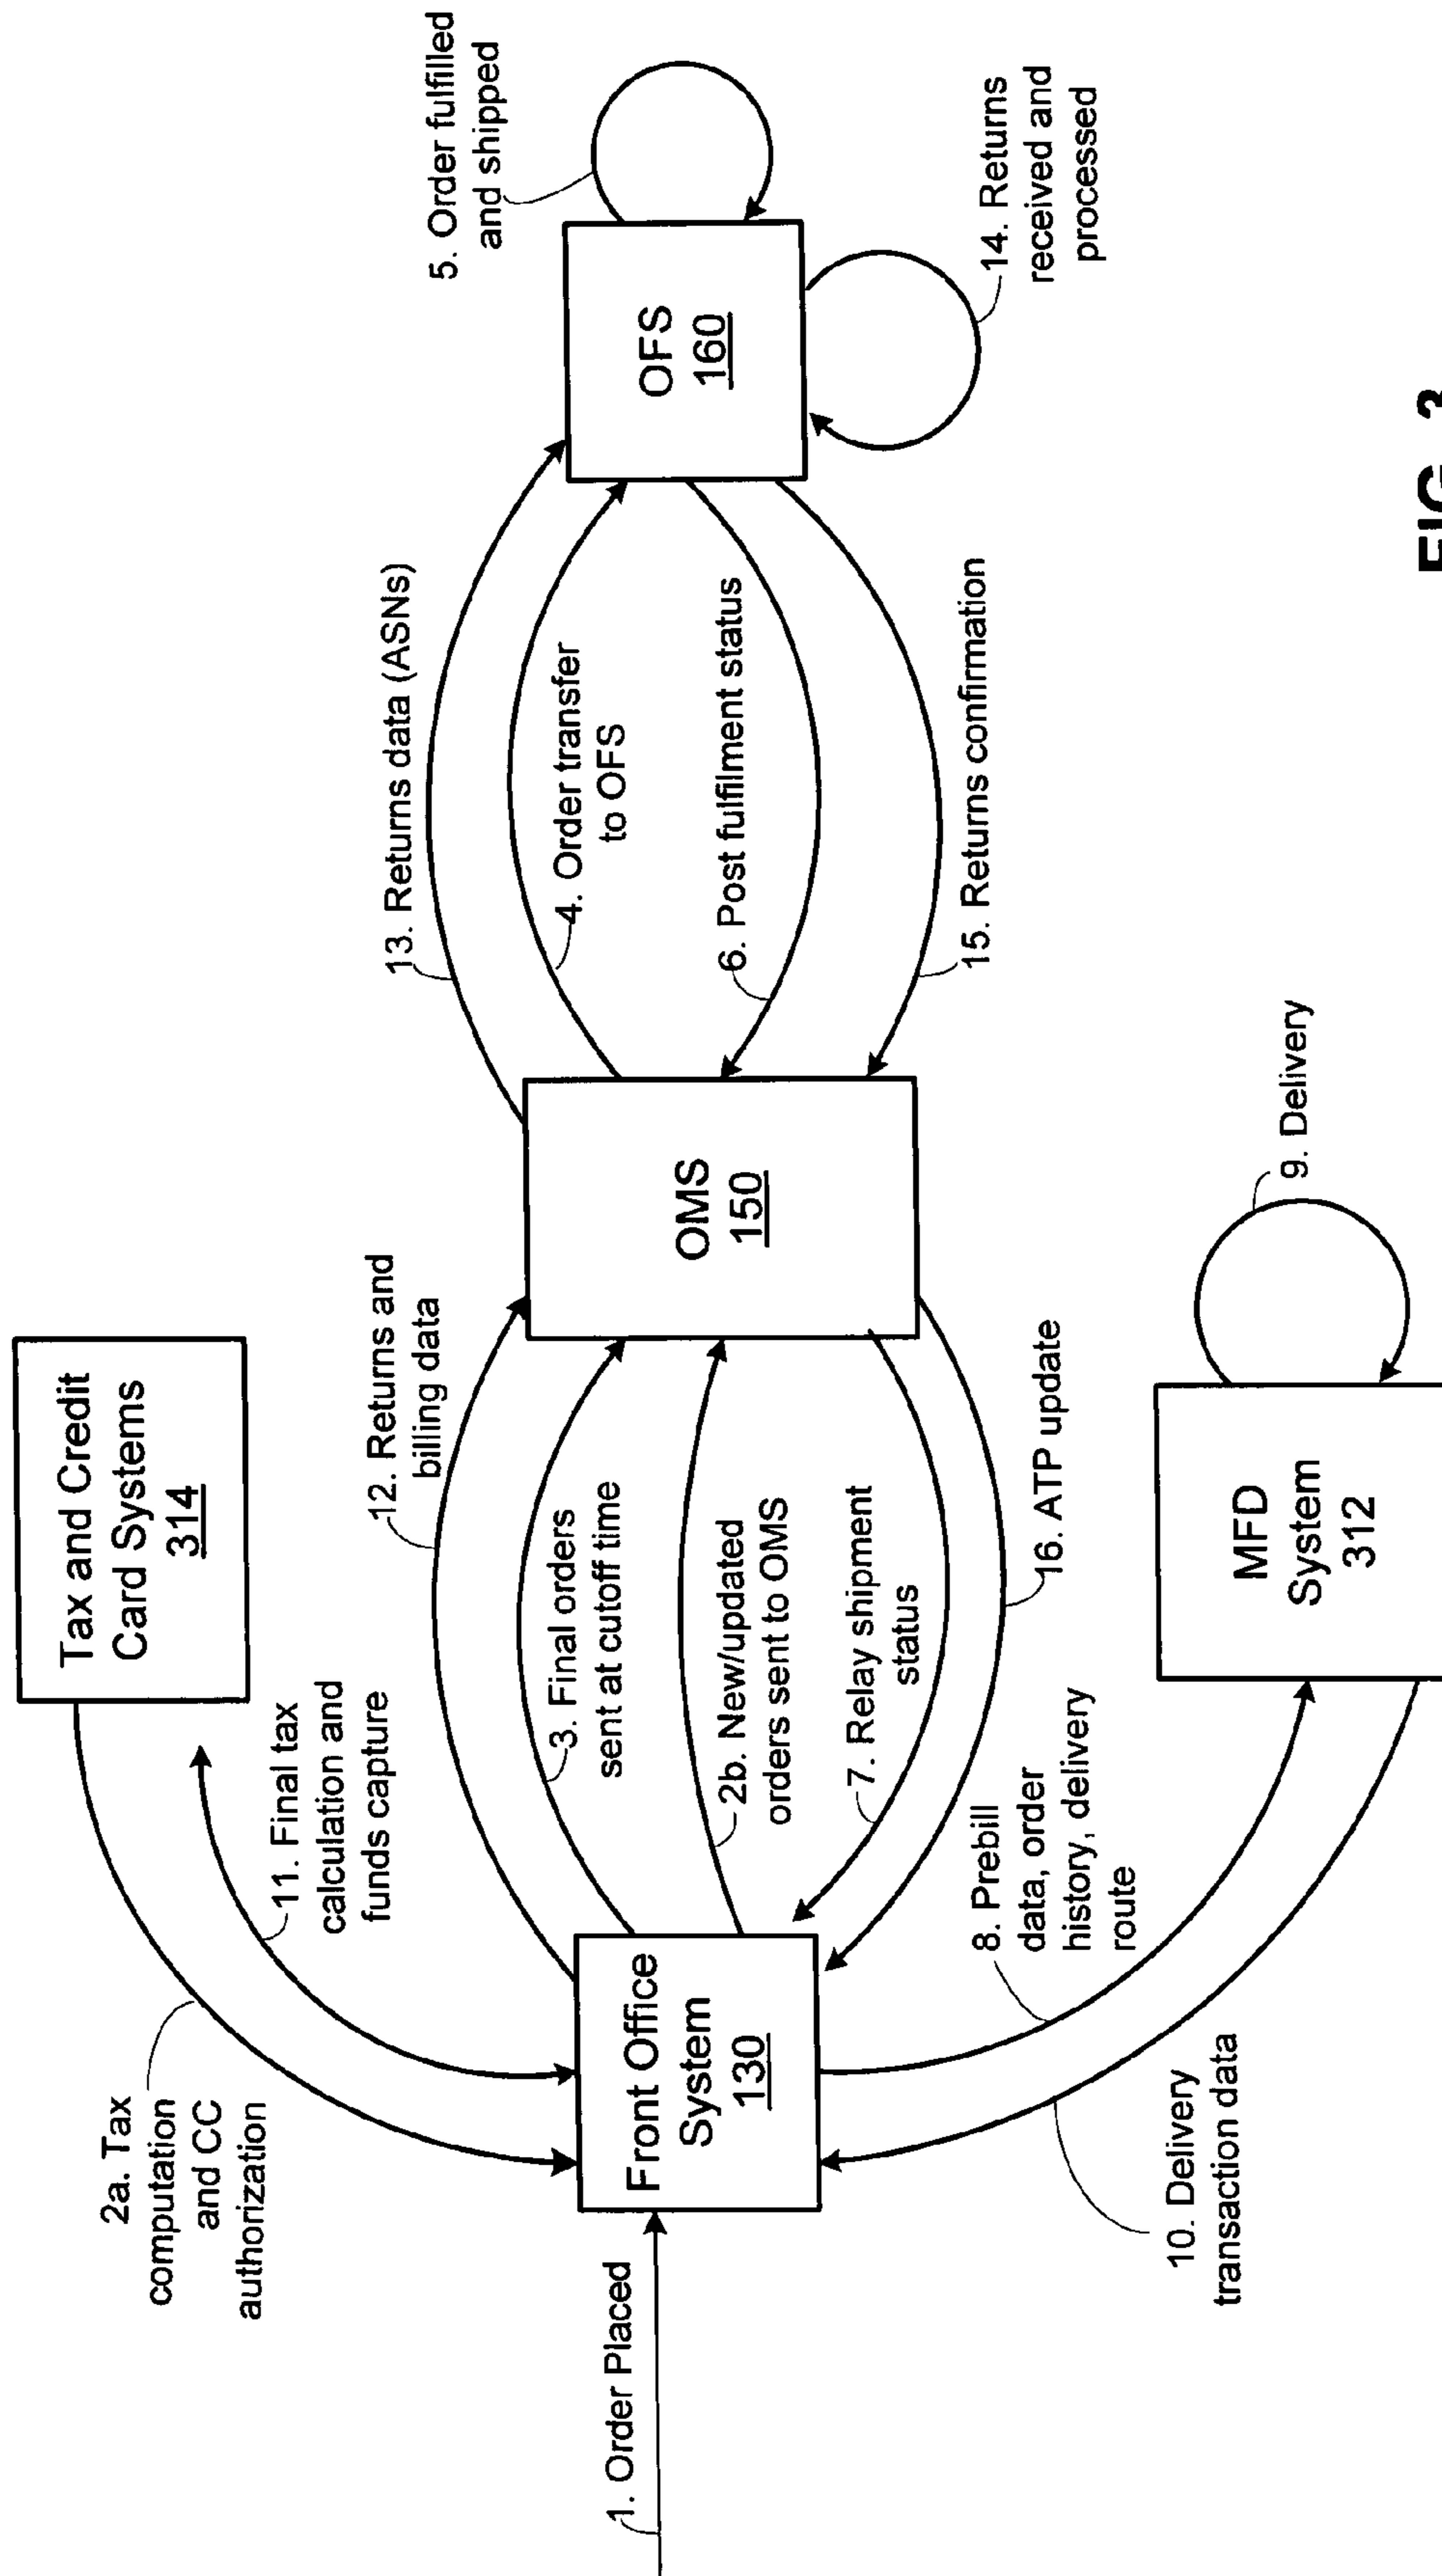 1. Order Placed
2a. Tax
computation
and CC
authorization
11. Final tax
calculation and
funds capture
Tax and Credit
Card Systems
314
12. Returns and
billing data
3. Final orders
sent at cutoff time
2b. New/updated
orders sent to OMS
7. Relay shipment
status
16. ATP update
Front Office
System
130
8. Prebill
data, order
history, delivery
route
10. Delivery
transaction data
MFD
System
312
9. Delivery
OMS
150
13. Returns data (ASNs)
4. Order transfer
to OFS
6. Post fulfilment status
15. Returns confirmation
OFS
160
5. Order fulfilled
and shipped
14. Returns
received and
processed
FIG. 3